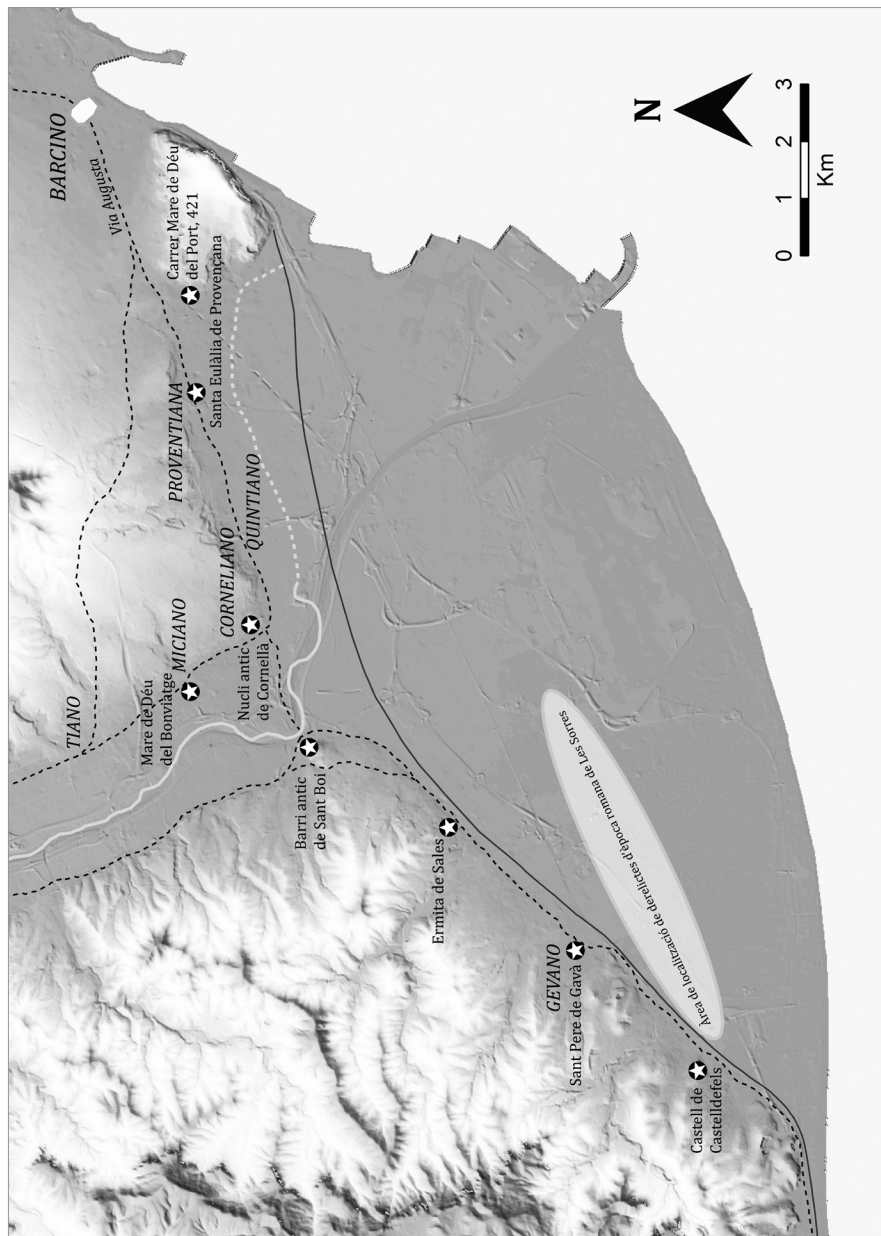 BARCINO
Via Augusta
Carrer Mare de Déu
del Port, 421
Santa Eulàlia de Provençana
PROVENTIANA
QUINTIANO
CORNELIANO
Nucli antic
de Cornellà
MICIANO
Mare de Déu
del Bonviatge
TIANO
Barri antic
de Sant Boi
Ermita de Sales
GEVANO
Sant Pere de Gavà
Castell de
Castelldefels
Àrea de localització de derelictes d'època romana de Les Sorres
N
0 1 2 3
Km